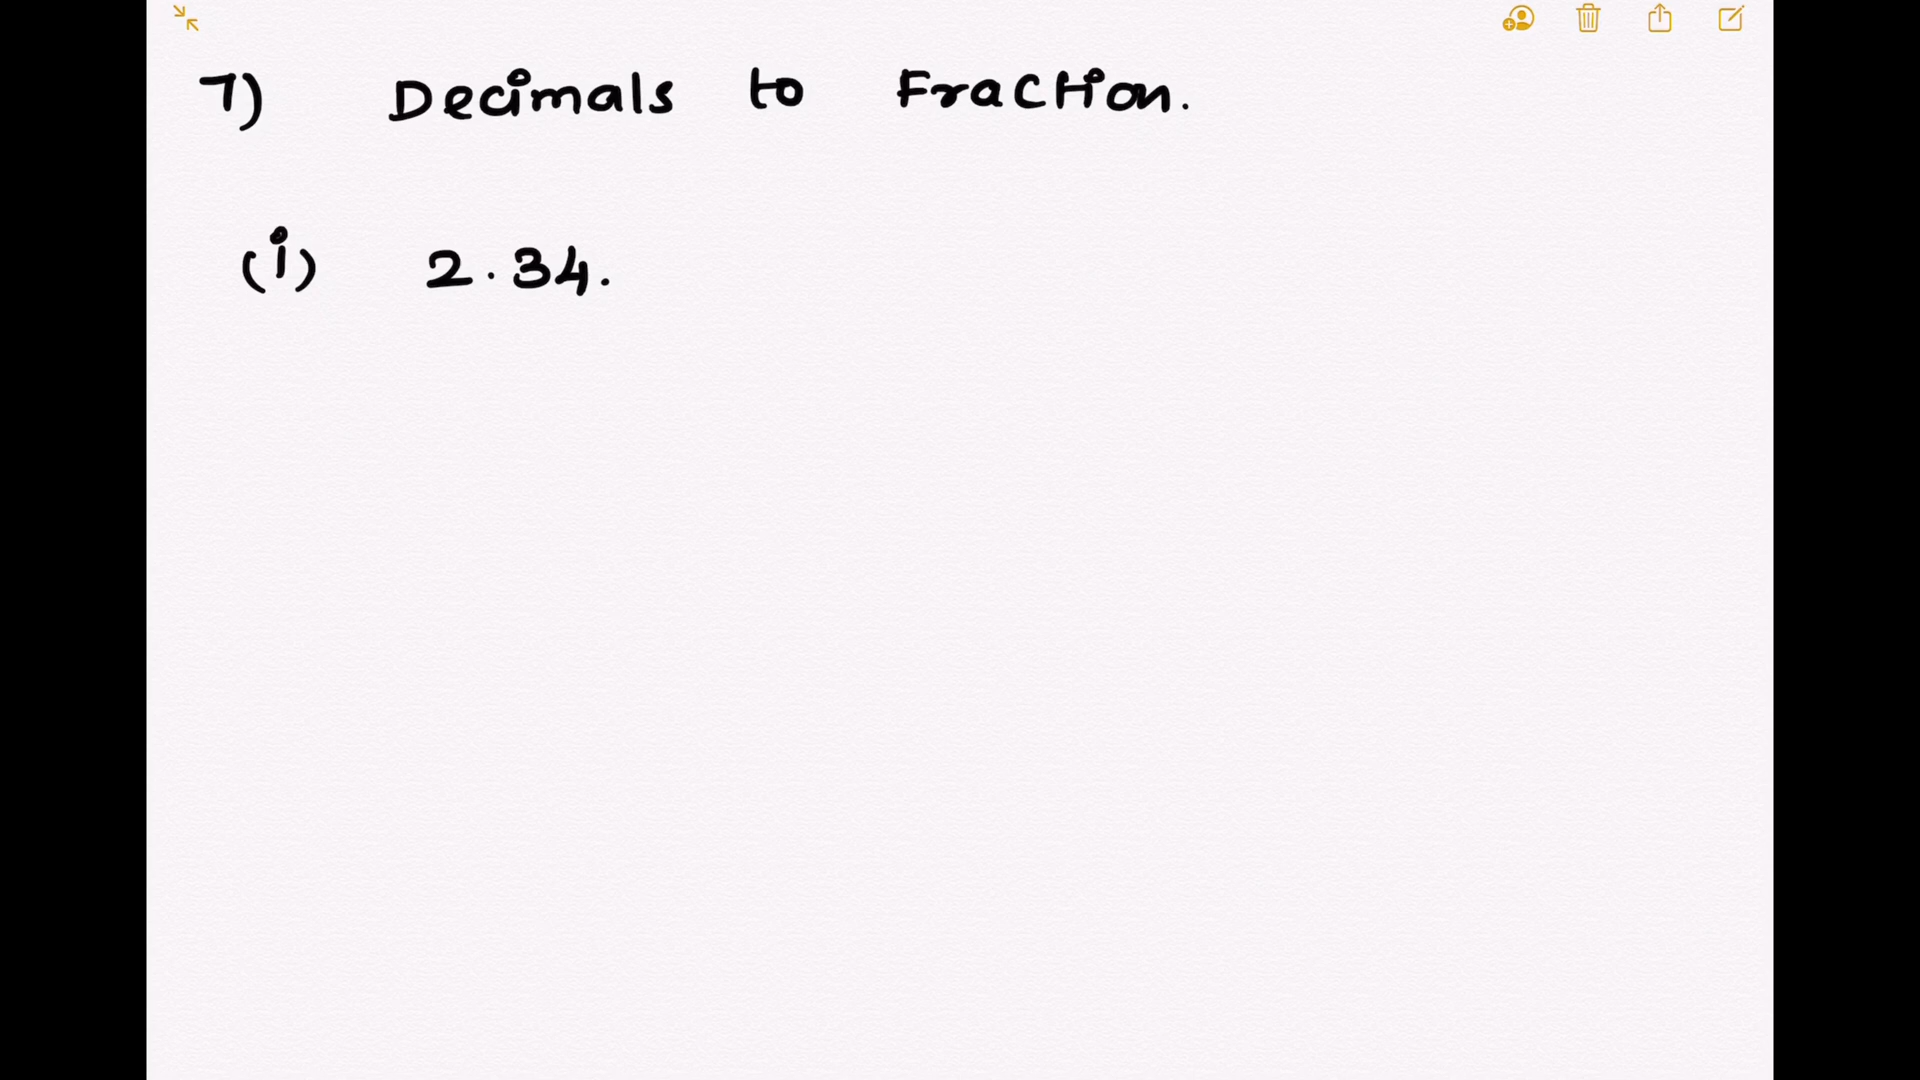 7) Decimals to Fraction.
(i) 2.34.